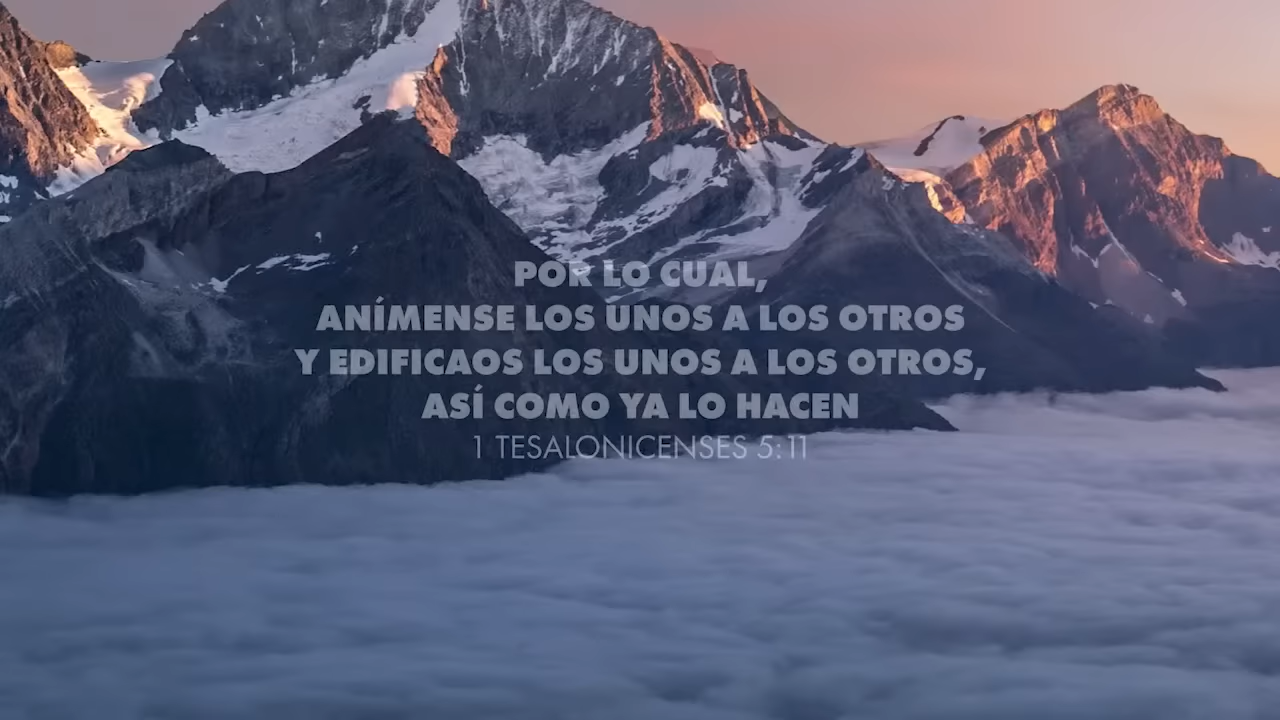 POR LO CUAL,
ANÍMENSE LOS UNOS A LOS OTROS
Y EDIFICAOS LOS UNOS A LOS OTROS,
ASÍ COMO YA LO HACEN
1 TESALONICENSES 5:11